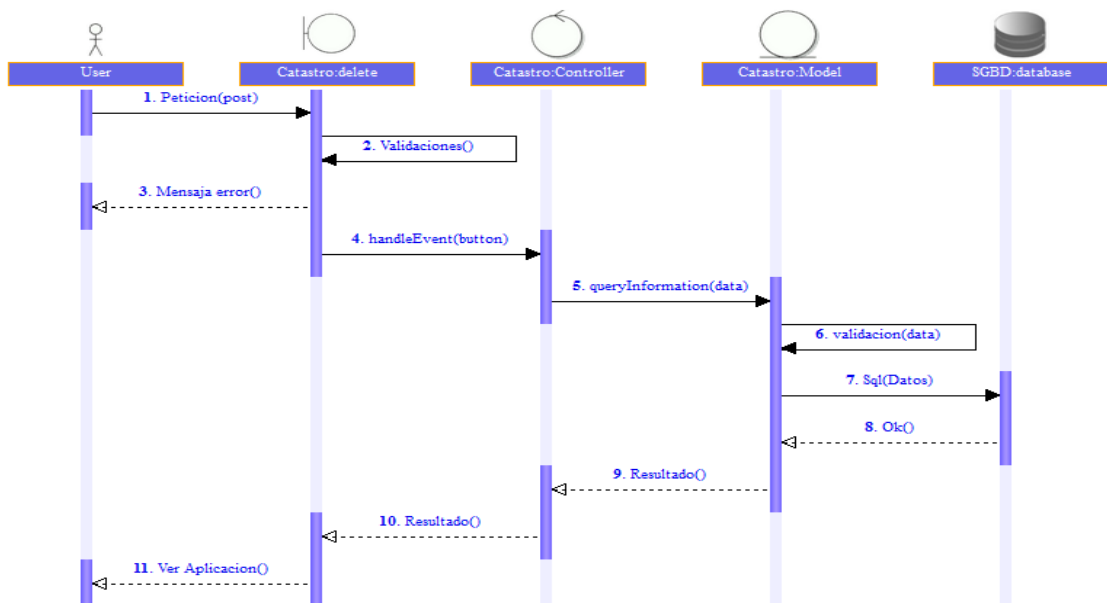 User
Catastro:delete
Catastro:Controller
Catastro:Model
SGBD:database
1. Peticion(post)
2. Validaciones()
3. Mensaja error()
4. handleEvent(button)
5. queryInformation(data)
6. validacion(data)
7. Sql(Datos)
8. Ok()
9. Resultado()
10. Resultado()
11. Ver Aplicacion()